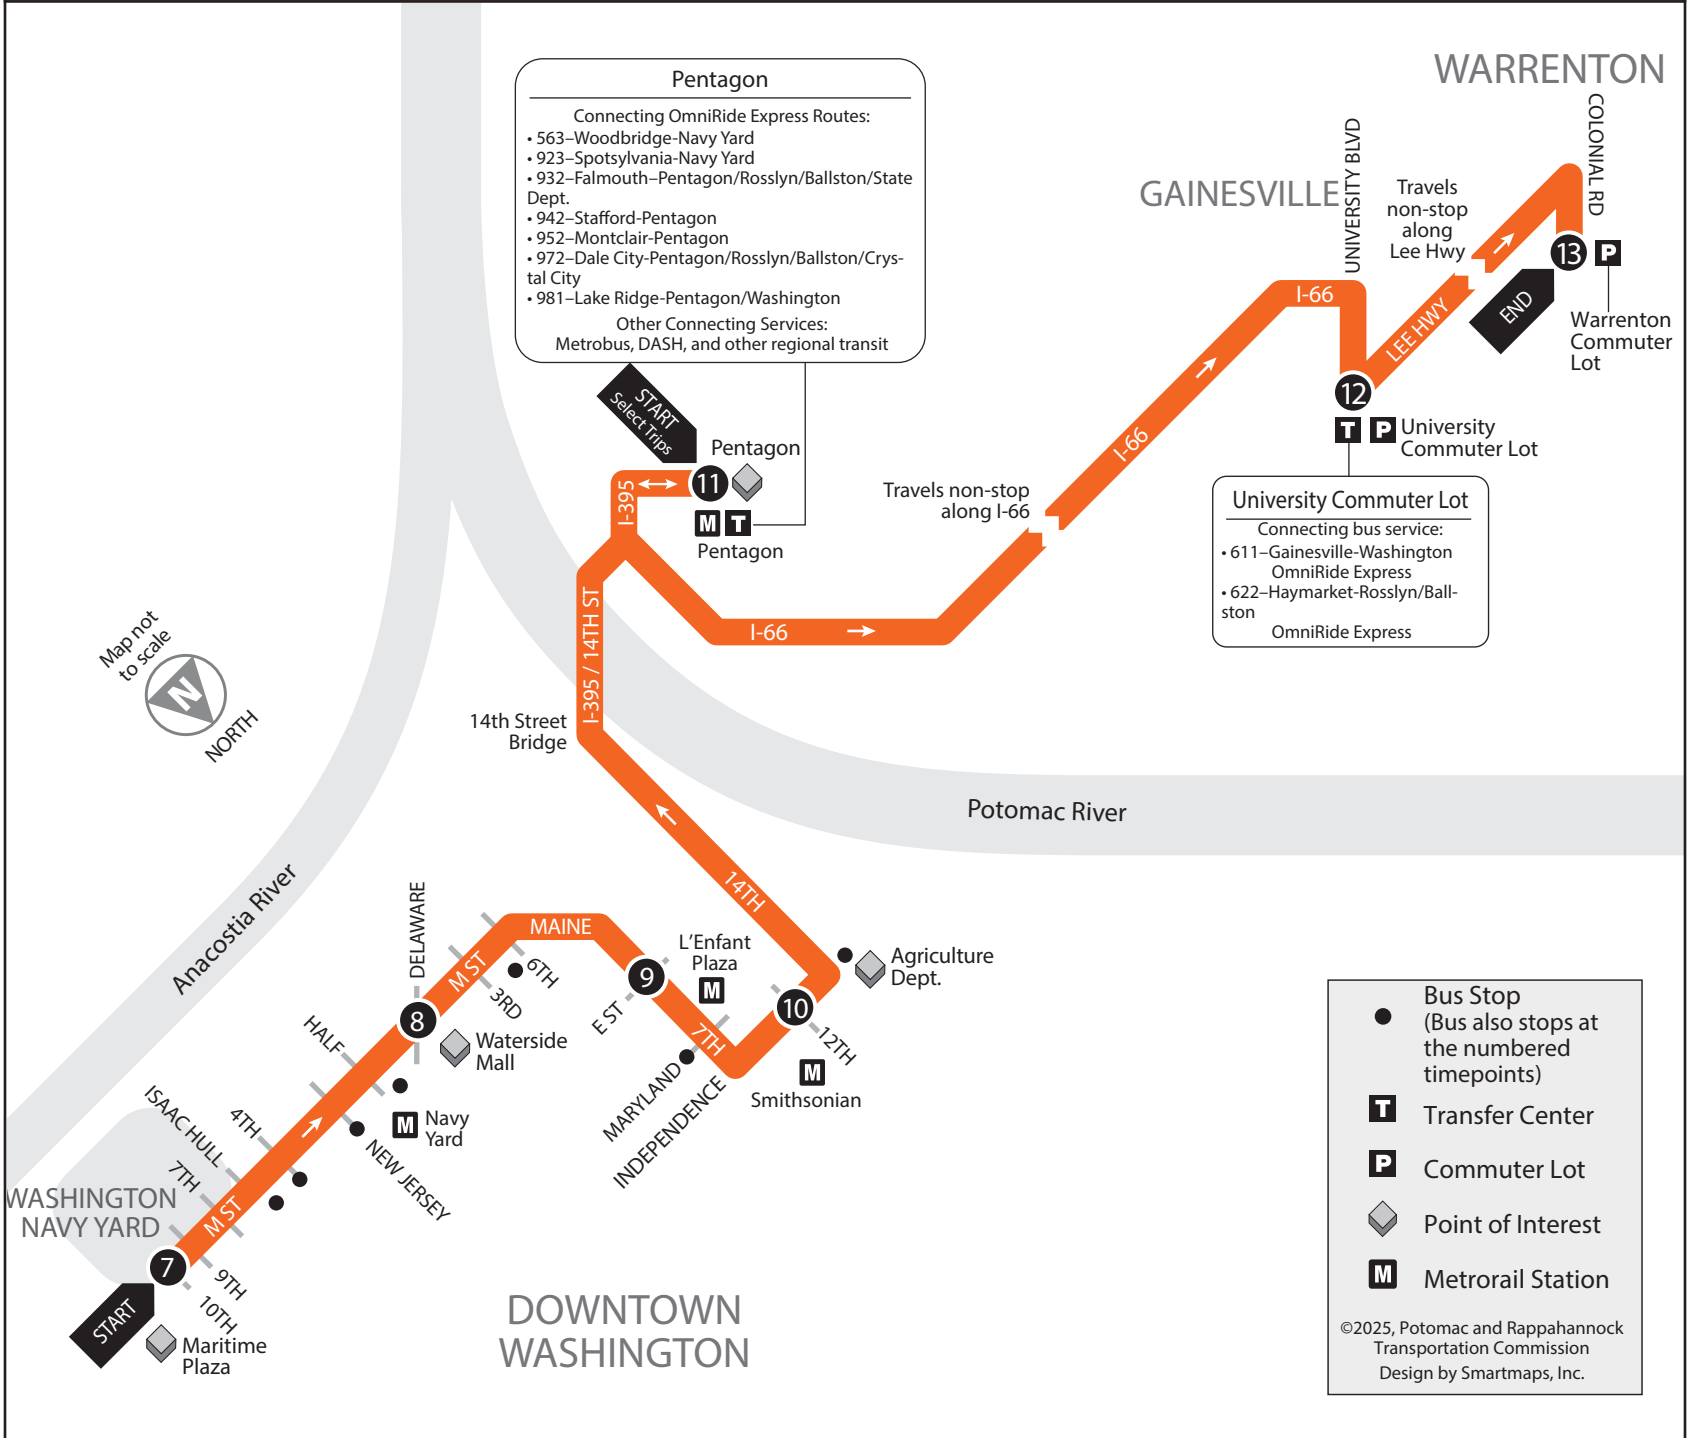 WARRENTON
COLONIAL RD
UNIVERSITY BLVD
GAINESVILLE
Travels
non-stop
along
Lee Hwy
Pentagon
Connecting OmniRide Express Routes:
• 563–Woodbridge-Navy Yard
• 923–Spotsylvania-Navy Yard
• 932–Falmouth–Pentagon/Rosslyn/Ballston/State
Dept.
• 942–Stafford-Pentagon
• 952–Montclair-Pentagon
• 972–Dale City-Pentagon/Rosslyn/Ballston/Crys-
tal City
• 981–Lake Ridge-Pentagon/Washington
Other Connecting Services:
Metrobus, DASH, and other regional transit
13
P
END
Warrenton
Commuter
Lot
I-66
LEE HWY
12
T
P
University
Commuter Lot
START
Select Trips
Pentagon
11
I-395
M
T
Pentagon
I-66
Travels non-stop
along I-66
University Commuter Lot
Connecting bus service:
• 611–Gainesville-Washington
OmniRide Express
• 622–Haymarket-Rosslyn/Ball-
ston
OmniRide Express
I-66
I-395 / 14TH ST
Map not
to scale
N
NORTH
14th Street
Bridge
Potomac River
14TH
Anacostia River
DELAWARE
MAINE
M ST
6TH
3RD
9
E ST
L'Enfant
Plaza
M
7TH
10
12TH
Agriculture
Dept.
8
Waterside
Mall
HALF
MARYLAND
INDEPENDENCE
M
Smithsonian
ISAAC HULL
4TH
7TH
M
Navy
Yard
NEW JERSEY
WASHINGTON
NAVY YARD
M ST
7
9TH
10TH
START
Maritime
Plaza
DOWNTOWN
WASHINGTON
Bus Stop
(Bus also stops at
the numbered
timepoints)
T
Transfer Center
P
Commuter Lot
Point of Interest
M
Metrorail Station
©2025, Potomac and Rappahannock
Transportation Commission
Design by Smartmaps, Inc.